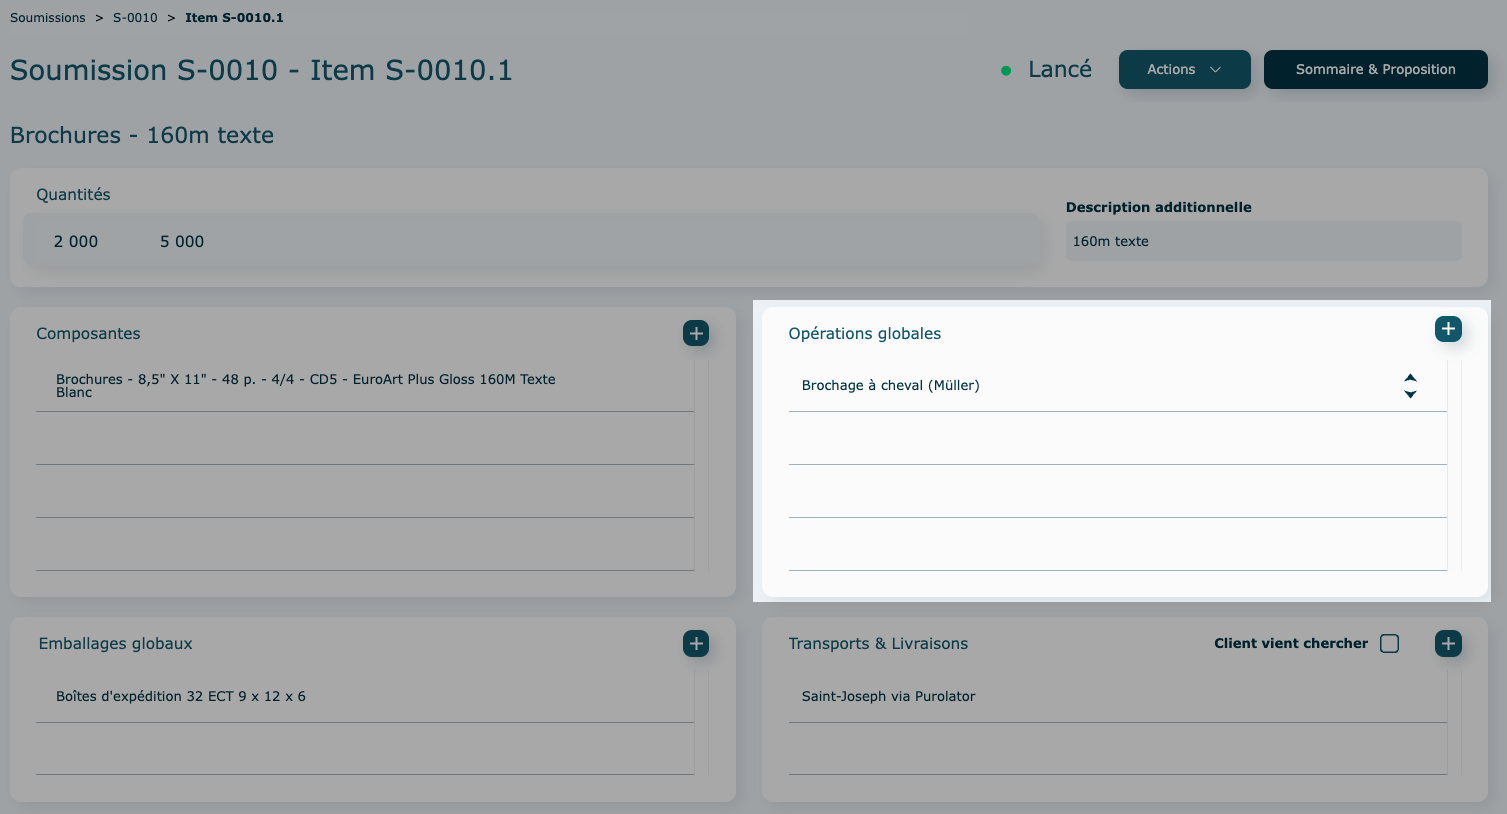 Soumissions > S-0010 > Item S-0010.1
Soumission S-0010 - Item S-0010.1
Lancé
Actions
Sommaire & Proposition
Brochures - 160m texte
Quantités
2 000 5 000
Description additionnelle
160m texte
Composantes
Brochures - 8,5" X 11" - 48 p. - 4/4 - CD5 - EuroArt Plus Gloss 160M Texte
Blanc
Opérations globales
Brochage à cheval (Müller)
Emballages globaux
Boîtes d'expédition 32 ECT 9 x 12 x 6
Transports & Livraisons
Client vient chercher
Saint-Joseph via Purolator